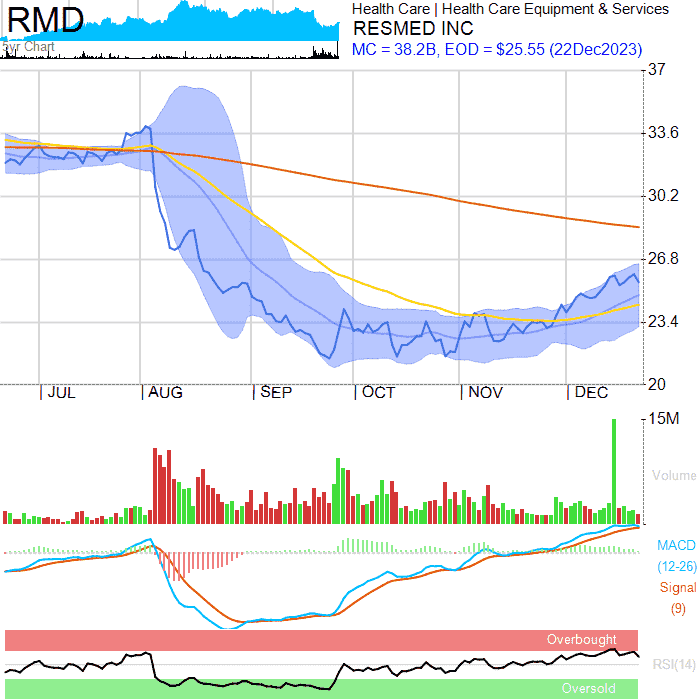 RMD
5yr Chart
Health Care | Health Care Equipment & Services
RESMED INC
MC = 38.2B, EOD = $25.55 (22Dec2023)
37
33.6
30.2
26.8
23.4
20
| JUL | AUG | SEP | OCT | NOV | DEC
15M
Volume
MACD
(12-26)
Signal
(9)
Overbought
RSI(14)
Oversold